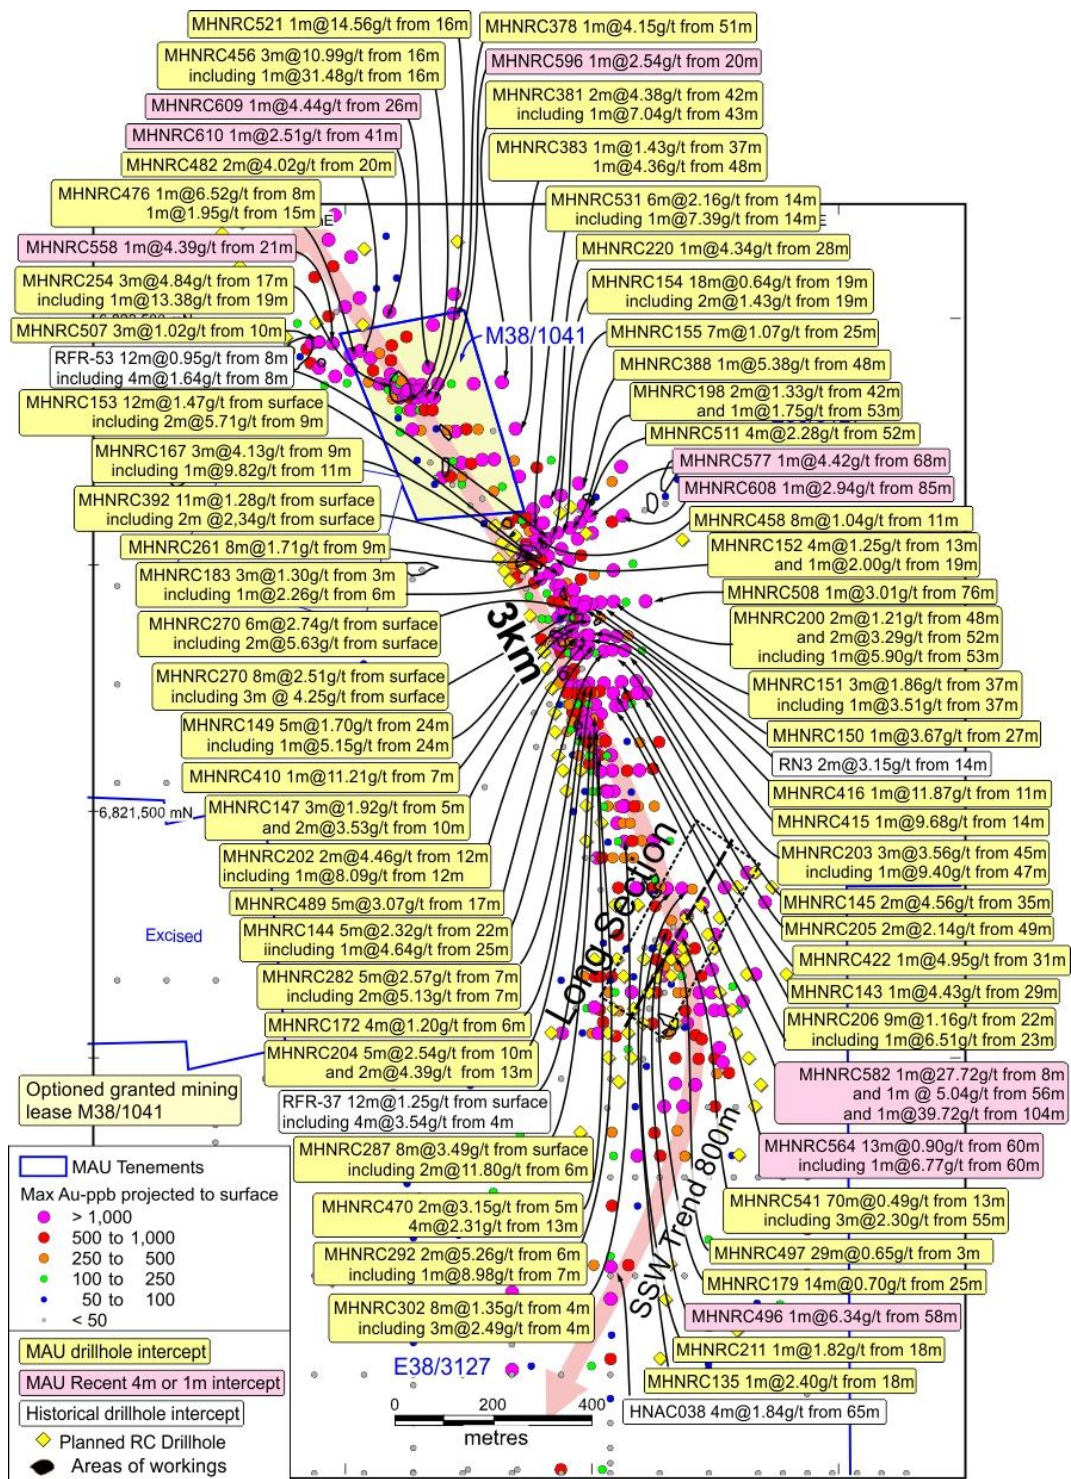 MHNRC521 1m@14.56g/t from 16m
MHNRC456 3m@10.99g/t from 16m
including 1m@31.48g/t from 16m
MHNRC609 1m@4.44g/t from 26m
MHNRC610 1m@2.51g/t from 41m
MHNRC482 2m@4.02g/t from 20m
MHNRC476 1m@6.52g/t from 8m
1m@1.95g/t from 15m
MHNRC558 1m@4.39g/t from 21m
MHNRC254 3m@4.84g/t from 17m
including 1m@13.38g/t from 19m
MHNRC507 3m@1.02g/t from 10m
RFR-53 12m@0.95g/t from 8m
including 4m@1.64g/t from 8m
MHNRC153 12m@1.47g/t from surface
including 2m@5.71g/t from 9m
MHNRC167 3m@4.13g/t from 9m
including 1m@9.82g/t from 11m
MHNRC392 11m@1.28g/t from surface
including 2m @2,34g/t from surface
MHNRC261 8m@1.71g/t from 9m
MHNRC183 3m@1.30g/t from 3m
including 1m@2.26g/t from 6m
MHNRC270 6m@2.74g/t from surface
including 2m@5.63g/t from surface
MHNRC270 8m@2.51g/t from surface
including 3m @ 4.25g/t from surface
MHNRC149 5m@1.70g/t from 24m
including 1m@5.15g/t from 24m
MHNRC410 1m@11.21g/t from 7m
MHNRC147 3m@1.92g/t from 5m
and 2m@3.53g/t from 10m
6,821,500 mN
MHNRC202 2m@4.46g/t from 12m
including 1m@8.09g/t from 12m
MHNRC489 5m@3.07g/t from 17m
MHNRC144 5m@2.32g/t from 22m
iincluding 1m@4.64g/t from 25m
Excised
MHNRC282 5m@2.57g/t from 7m
including 2m@5.13g/t from 7m
MHNRC172 4m@1.20g/t from 6m
MHNRC204 5m@2.54g/t from 10m
and 2m@4.39g/t from 13m
RFR-37 12m@1.25g/t from surface
including 4m@3.54g/t from 4m
MHNRC287 8m@3.49g/t from surface
including 2m@11.80g/t from 6m
MHNRC470 2m@3.15g/t from 5m
4m@2.31g/t from 13m
MHNRC292 2m@5.26g/t from 6m
including 1m@8.98g/t from 7m
MHNRC302 8m@1.35g/t from 4m
including 3m@2.49g/t from 4m
MHNRC378 1m@4.15g/t from 51m
MHNRC596 1m@2.54g/t from 20m
MHNRC381 2m@4.38g/t from 42m
including 1m@7.04g/t from 43m
MHNRC383 1m@1.43g/t from 37m
1m@4.36g/t from 48m
MHNRC531 6m@2.16g/t from 14m
including 1m@7.39g/t from 14m
MHNRC220 1m@4.34g/t from 28m
MHNRC154 18m@0.64g/t from 19m
including 2m@1.43g/t from 19m
M38/1041
MHNRC155 7m@1.07g/t from 25m
MHNRC388 1m@5.38g/t from 48m
MHNRC198 2m@1.33g/t from 42m
and 1m@1.75g/t from 53m
MHNRC511 4m@2.28g/t from 52m
MHNRC577 1m@4.42g/t from 68m
MHNRC608 1m@2.94g/t from 85m
MHNRC458 8m@1.04g/t from 11m
MHNRC152 4m@1.25g/t from 13m
and 1m@2.00g/t from 19m
MHNRC508 1m@3.01g/t from 76m
MHNRC200 2m@1.21g/t from 48m
and 2m@3.29g/t from 52m
including 1m@5.90g/t from 53m
MHNRC151 3m@1.86g/t from 37m
including 1m@3.51g/t from 37m
MHNRC150 1m@3.67g/t from 27m
RN3 2m@3.15g/t from 14m
MHNRC416 1m@11.87g/t from 11m
MHNRC415 1m@9.68g/t from 14m
MHNRC203 3m@3.56g/t from 45m
including 1m@9.40g/t from 47m
MHNRC145 2m@4.56g/t from 35m
MHNRC205 2m@2.14g/t from 49m
MHNRC422 1m@4.95g/t from 31m
MHNRC143 1m@4.43g/t from 29m
MHNRC206 9m@1.16g/t from 22m
including 1m@6.51g/t from 23m
MHNRC582 1m@27.72g/t from 8m
and 1m @ 5.04g/t from 56m
and 1m@39.72g/t from 104m
MHNRC564 13m@0.90g/t from 60m
including 1m@6.77g/t from 60m
MHNRC541 70m@0.49g/t from 13m
including 3m@2.30g/t from 55m
MHNRC497 29m@0.65g/t from 3m
MHNRC179 14m@0.70g/t from 25m
MHNRC496 1m@6.34g/t from 58m
MHNRC211 1m@1.82g/t from 18m
MHNRC135 1m@2.40g/t from 18m
HNAC038 4m@1.84g/t from 65m
3km
Long Section
SSW Trend 800m
E38/3127
0 400
metres
Optioned granted mining
lease M38/1041
MAU Tenements
Max Au-ppb projected to surface
> 1,000
500 to 1,000
250 to 500
100 to 250
50 to 100
< 50
MAU drillhole intercept
MAU Recent 4m or 1m intercept
Historical drillhole intercept
Planned RC Drillhole
Areas of workings